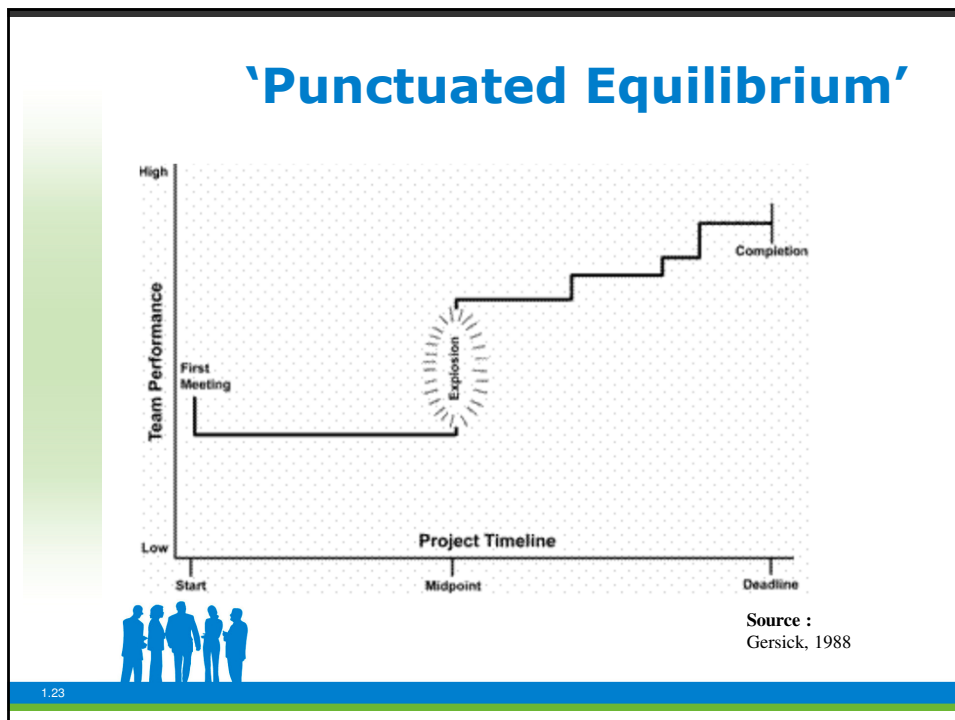 ‘Punctuated Equilibrium’
High
Team Performance
First
Meeting
Explosion
Completion
Low
Project Timeline
Start
Midpoint
Deadline
Source :
Gersick, 1988
1.23